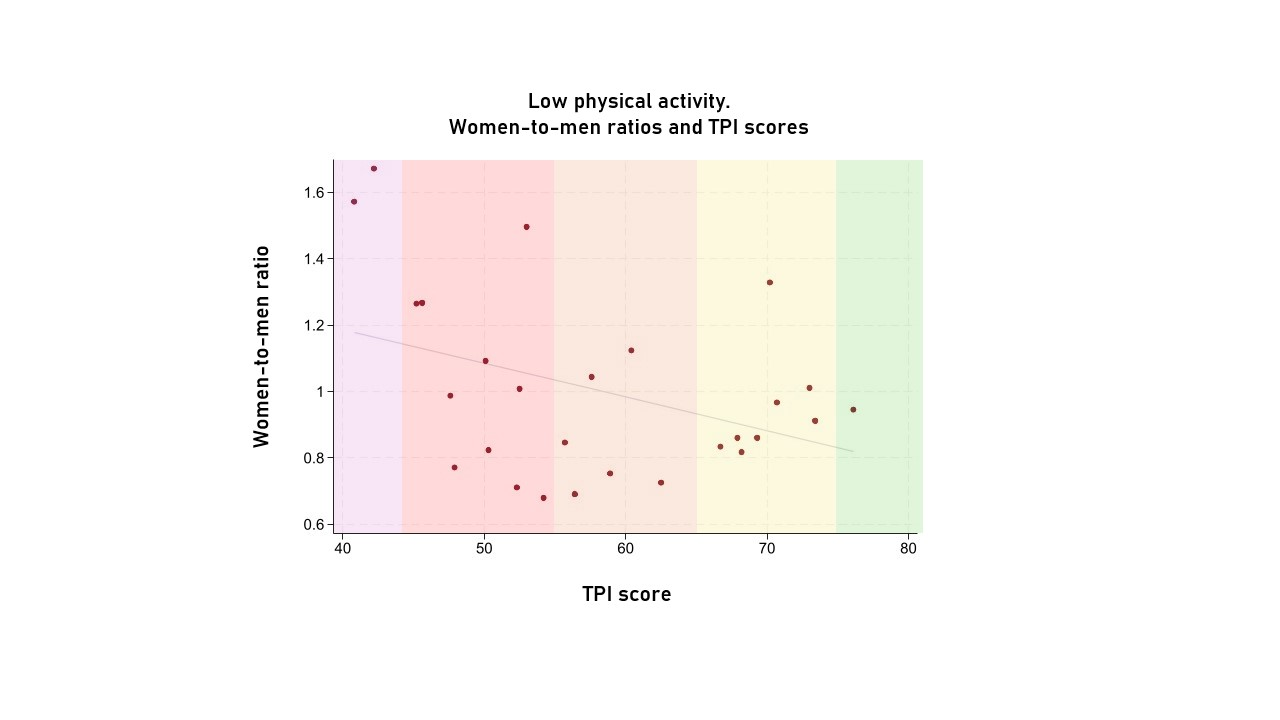 Low physical activity.
Women-to-men ratios and TPI scores
Women-to-men ratio
1.6
1.4
1.2
1
0.8
0.6
40 50 60 70 80
TPI score